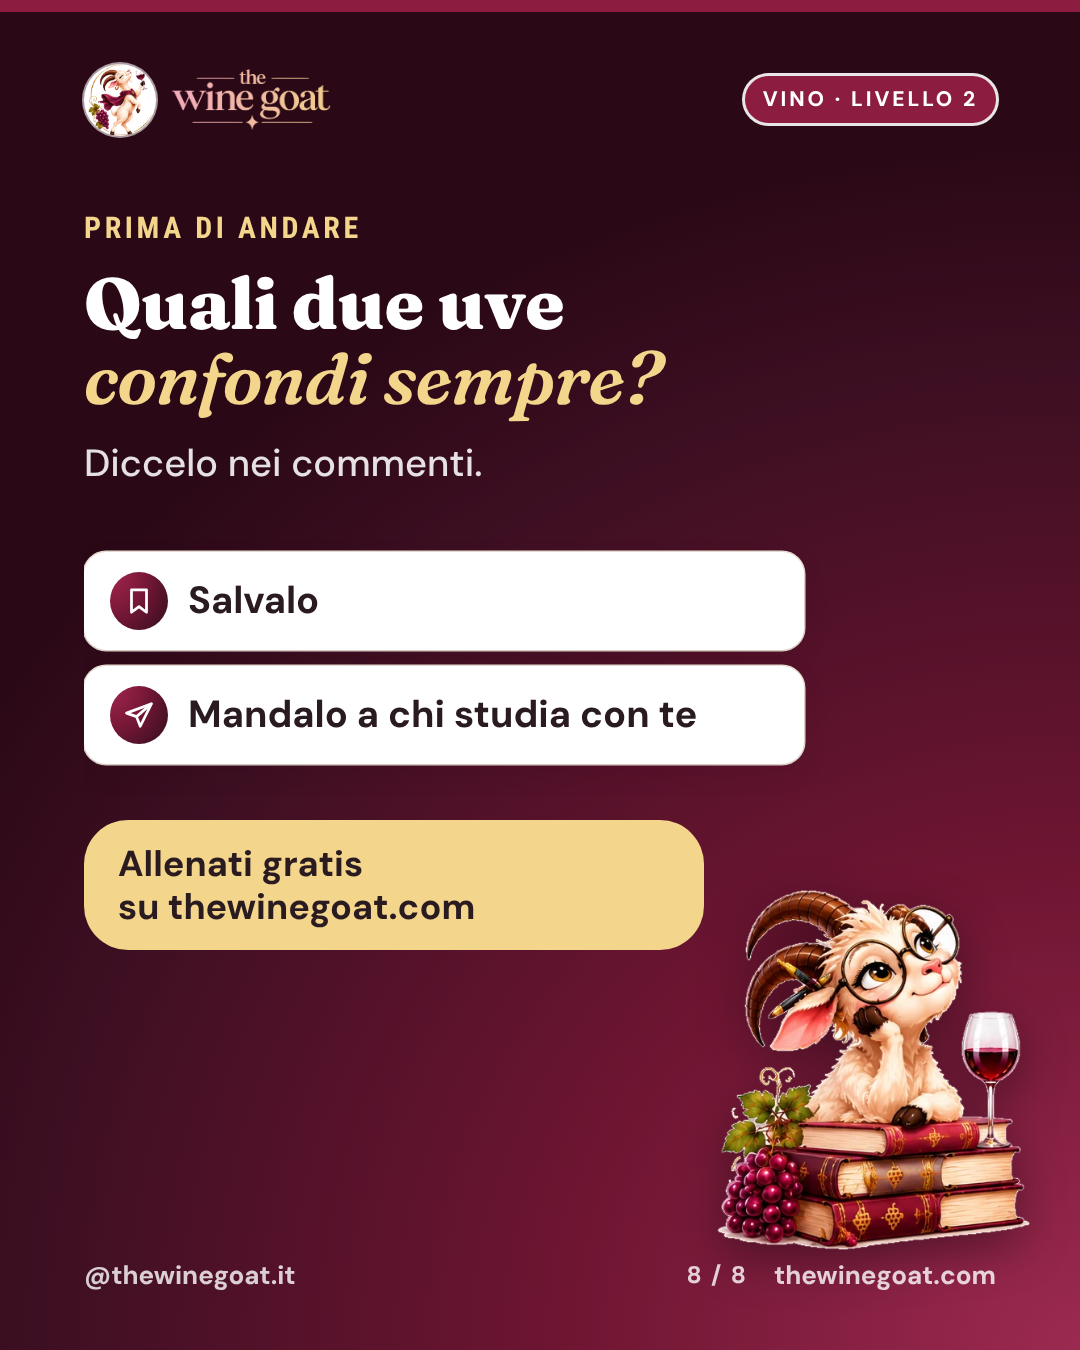 the
wine goat
VINO · LIVELLO 2
PRIMA DI ANDARE
Quali due uve
confondi sempre?
Diccelo nei commenti.
Salvalo
Mandalo a chi studia con te
Allenati gratis
su thewinegoat.com
@thewinegoat.it
8 / 8
thewinegoat.com